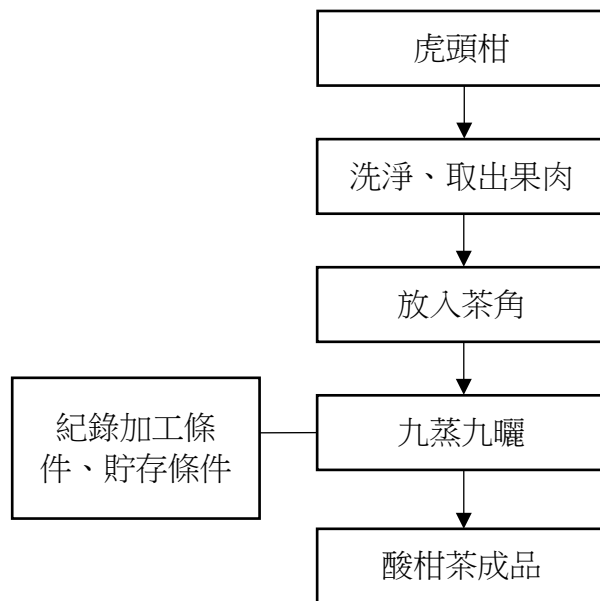 虎頭柑
洗淨、取出果肉
放入茶角
九蒸九曬
紀錄加工條
件、貯存條件
酸柑茶成品